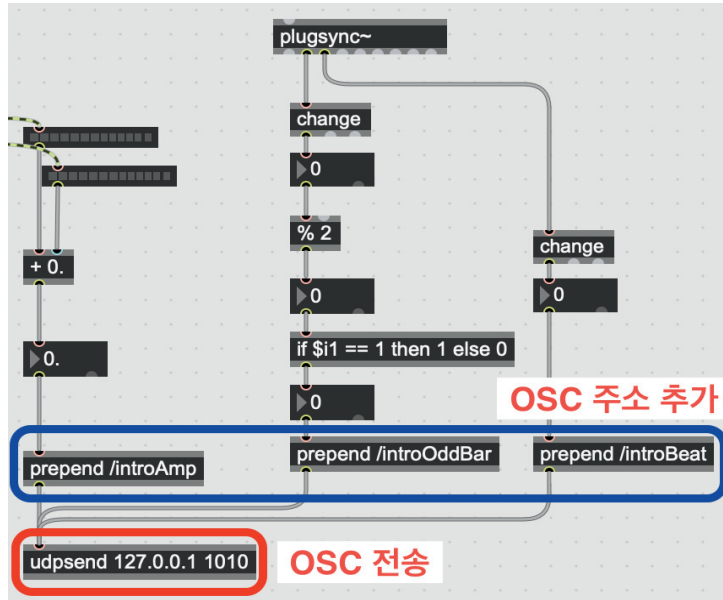 plugsync~
change
0
% 2
change
+ 0.
0
0
if $i1 == 1 then 1 else 0
0.
0
OSC 주소 추가
prepend /introAmp
prepend /introOddBar
prepend /introBeat
udpsend 127.0.0.1 1010
OSC 전송